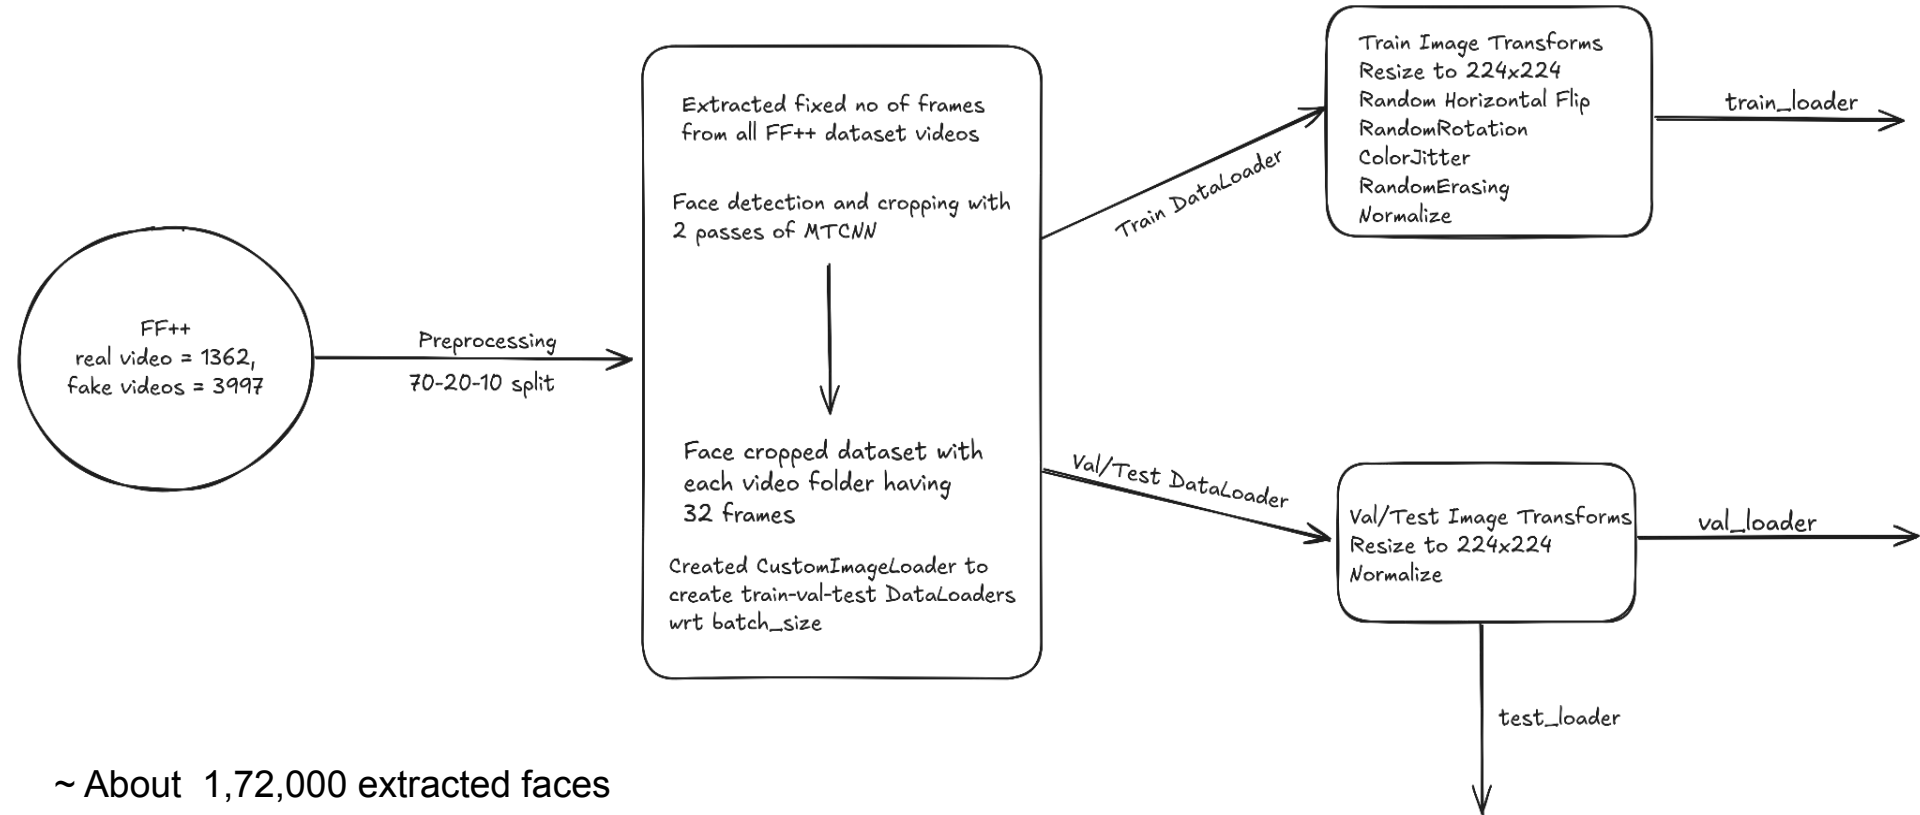 FF++
real video = 1362,
fake videos = 3997
Preprocessing
70-20-10 split
Extracted fixed no of frames
from all FF++ dataset videos
Face detection and cropping with
2 passes of MTCNN
Face cropped dataset with
each video folder having
32 frames
Created CustomImageLoader to
create train-val-test DataLoaders
wrt batch_size
Train DataLoader
Train Image Transforms
Resize to 224x224
Random Horizontal Flip
RandomRotation
ColorJitter
RandomErasing
Normalize
train_loader
Val/Test DataLoader
Val/Test Image Transforms
Resize to 224x224
Normalize
val_loader
test_loader
~ About 1,72,000 extracted faces